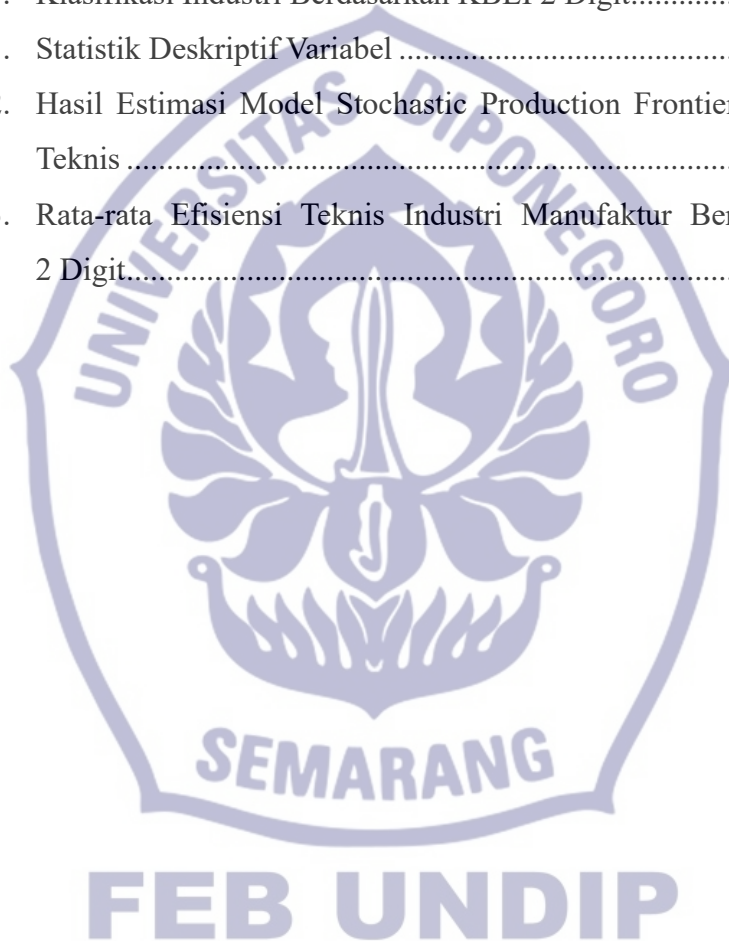 . Klasifikasi Industri Berdasarkan KBLI 2 Digit..............
. Statistik Deskriptif Variabel .............................................
. Hasil Estimasi Model Stochastic Production Frontier
Teknis ..................................................................................
. Rata-rata Efisiensi Teknis Industri Manufaktur Ber
2 Digit..................................................................................
UNIVERSITAS DIPONEGORO
SEMARANG
FEB UNDIP